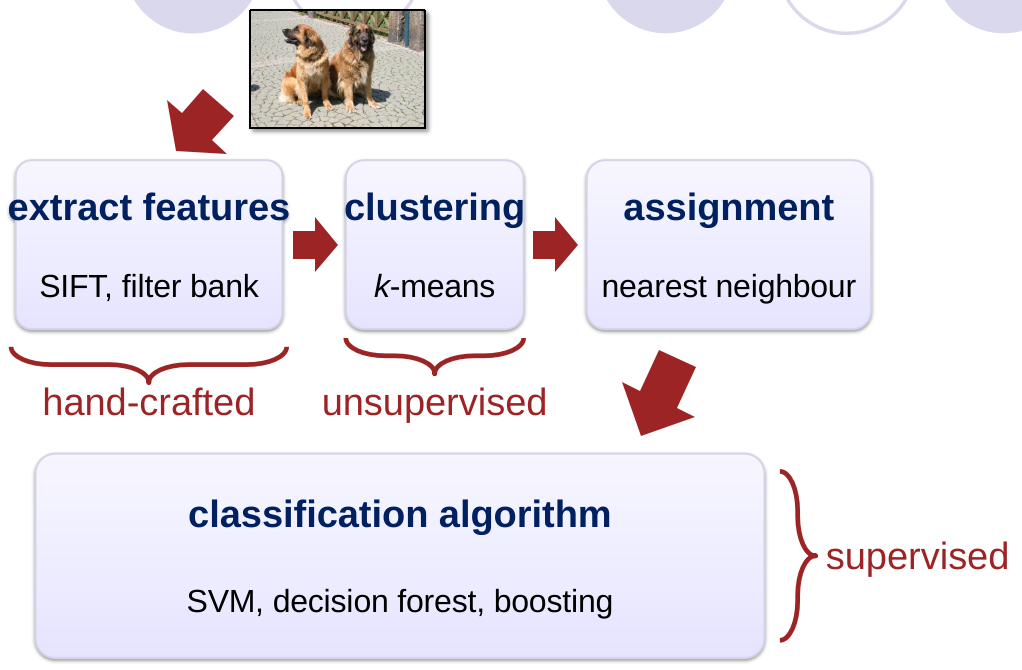 extract features
SIFT, filter bank
hand-crafted
clustering
k-means
unsupervised
assignment
nearest neighbour
classification algorithm
SVM, decision forest, boosting
supervised